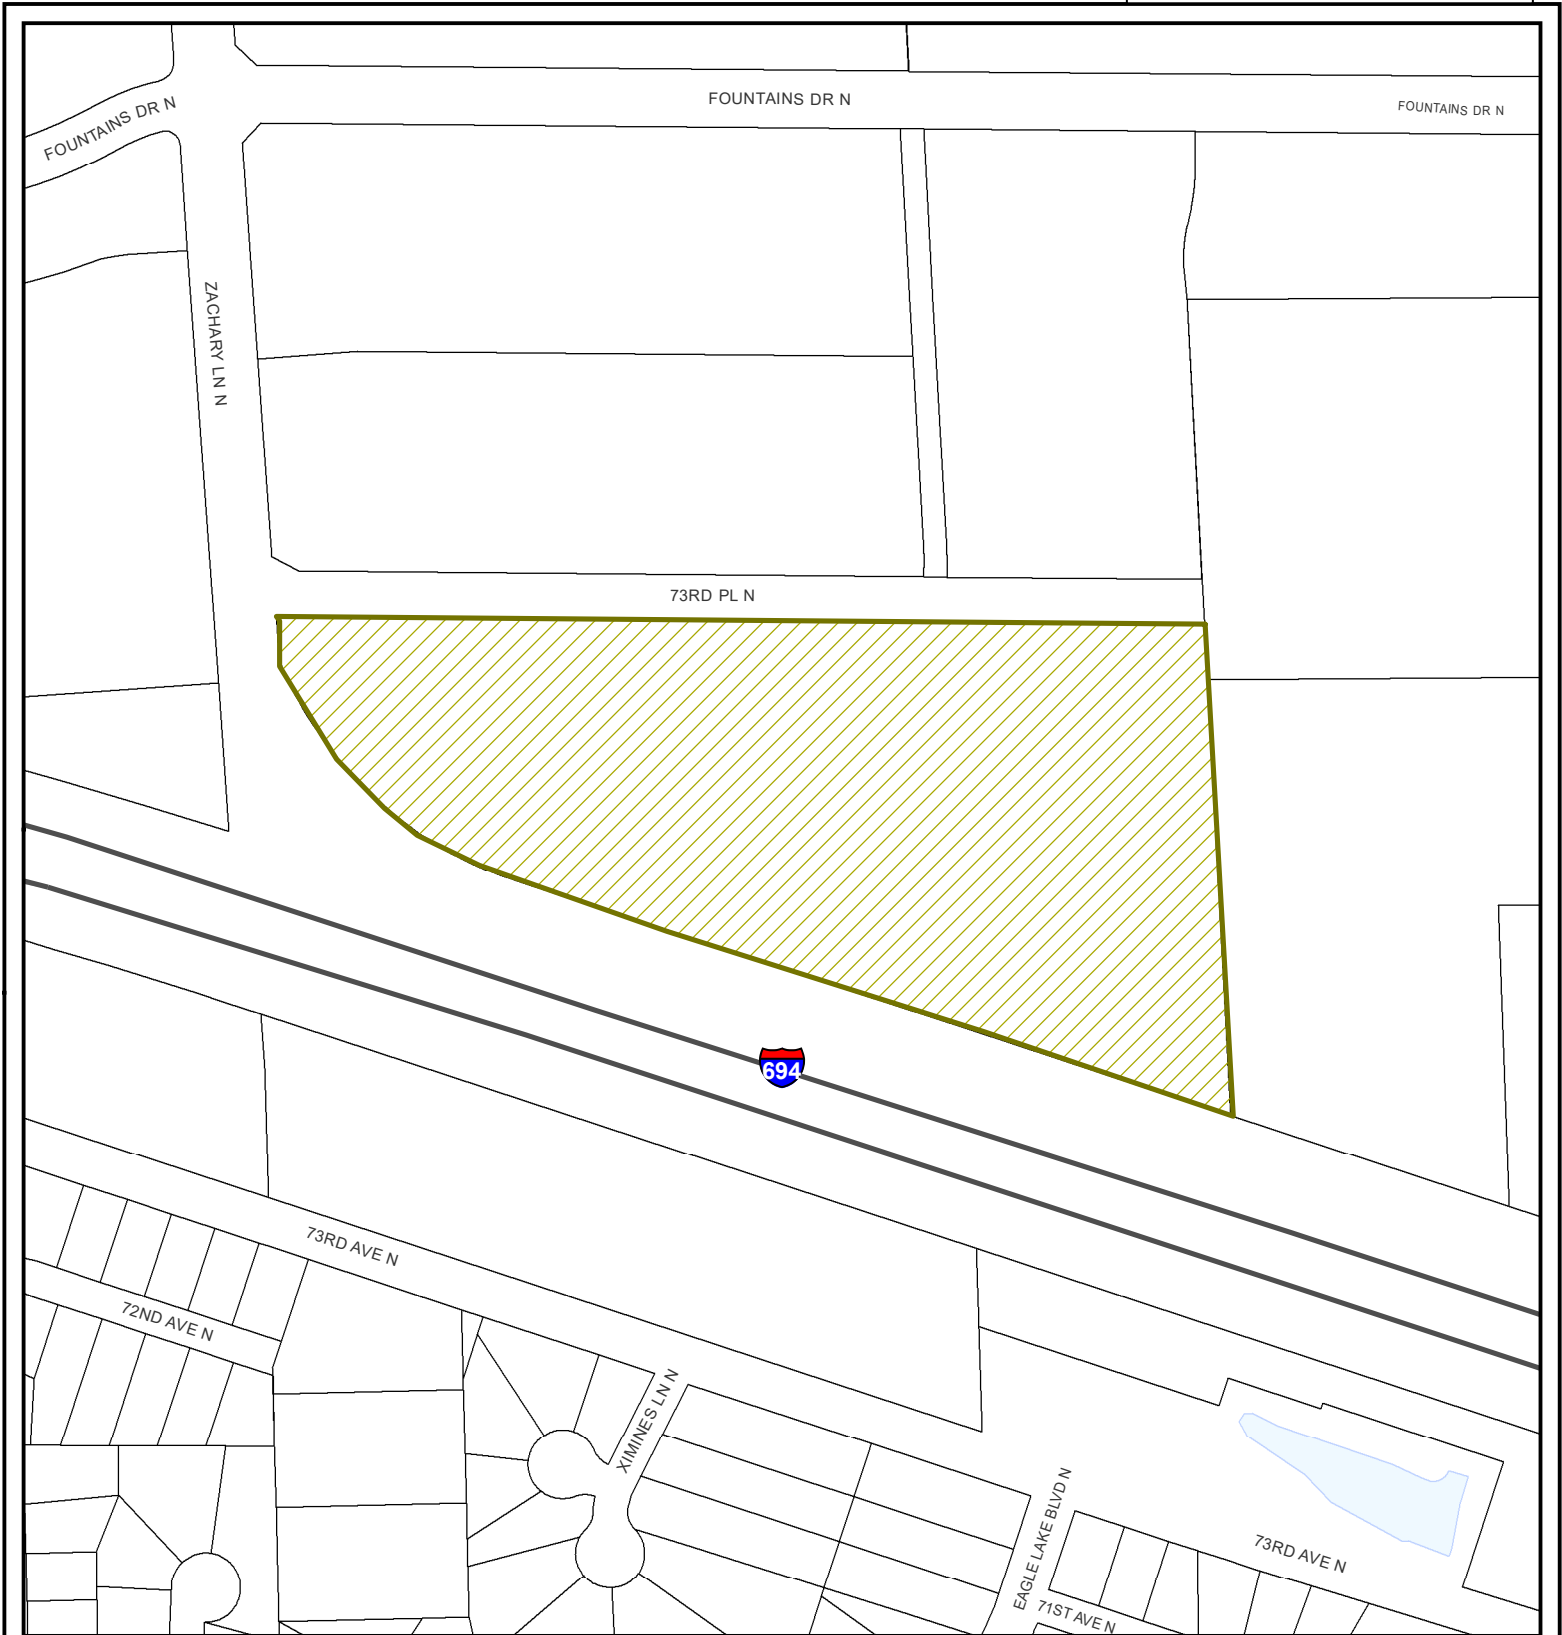 FOUNTAINS DR N
FOUNTAINS DR N
FOUNTAINS DR N
ZACHARY LN N
73RD PL N
694
73RD AVE N
72ND AVE N
XIMINES LN N
EAGLE LAKE BLVD N
73RD AVE N
71ST AVE N